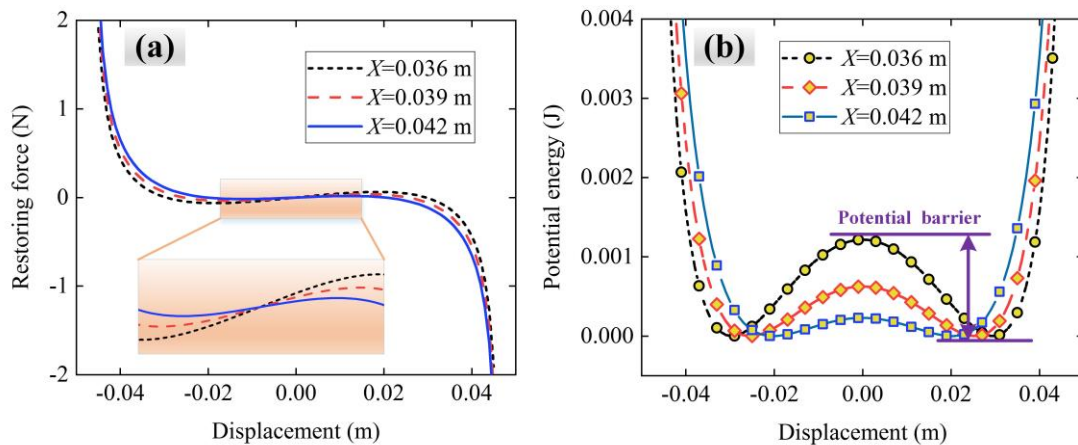 (a)
X=0.036 m
X=0.039 m
X=0.042 m
Restoring force (N)
2
1
0
-1
-2
-0.04
-0.02
0.00
0.02
0.04
Displacement (m)
(b)
X=0.036 m
X=0.039 m
X=0.042 m
Potential barrier
Potential energy (J)
0.004
0.003
0.002
0.001
0.000
-0.04
-0.02
0.00
0.02
0.04
Displacement (m)